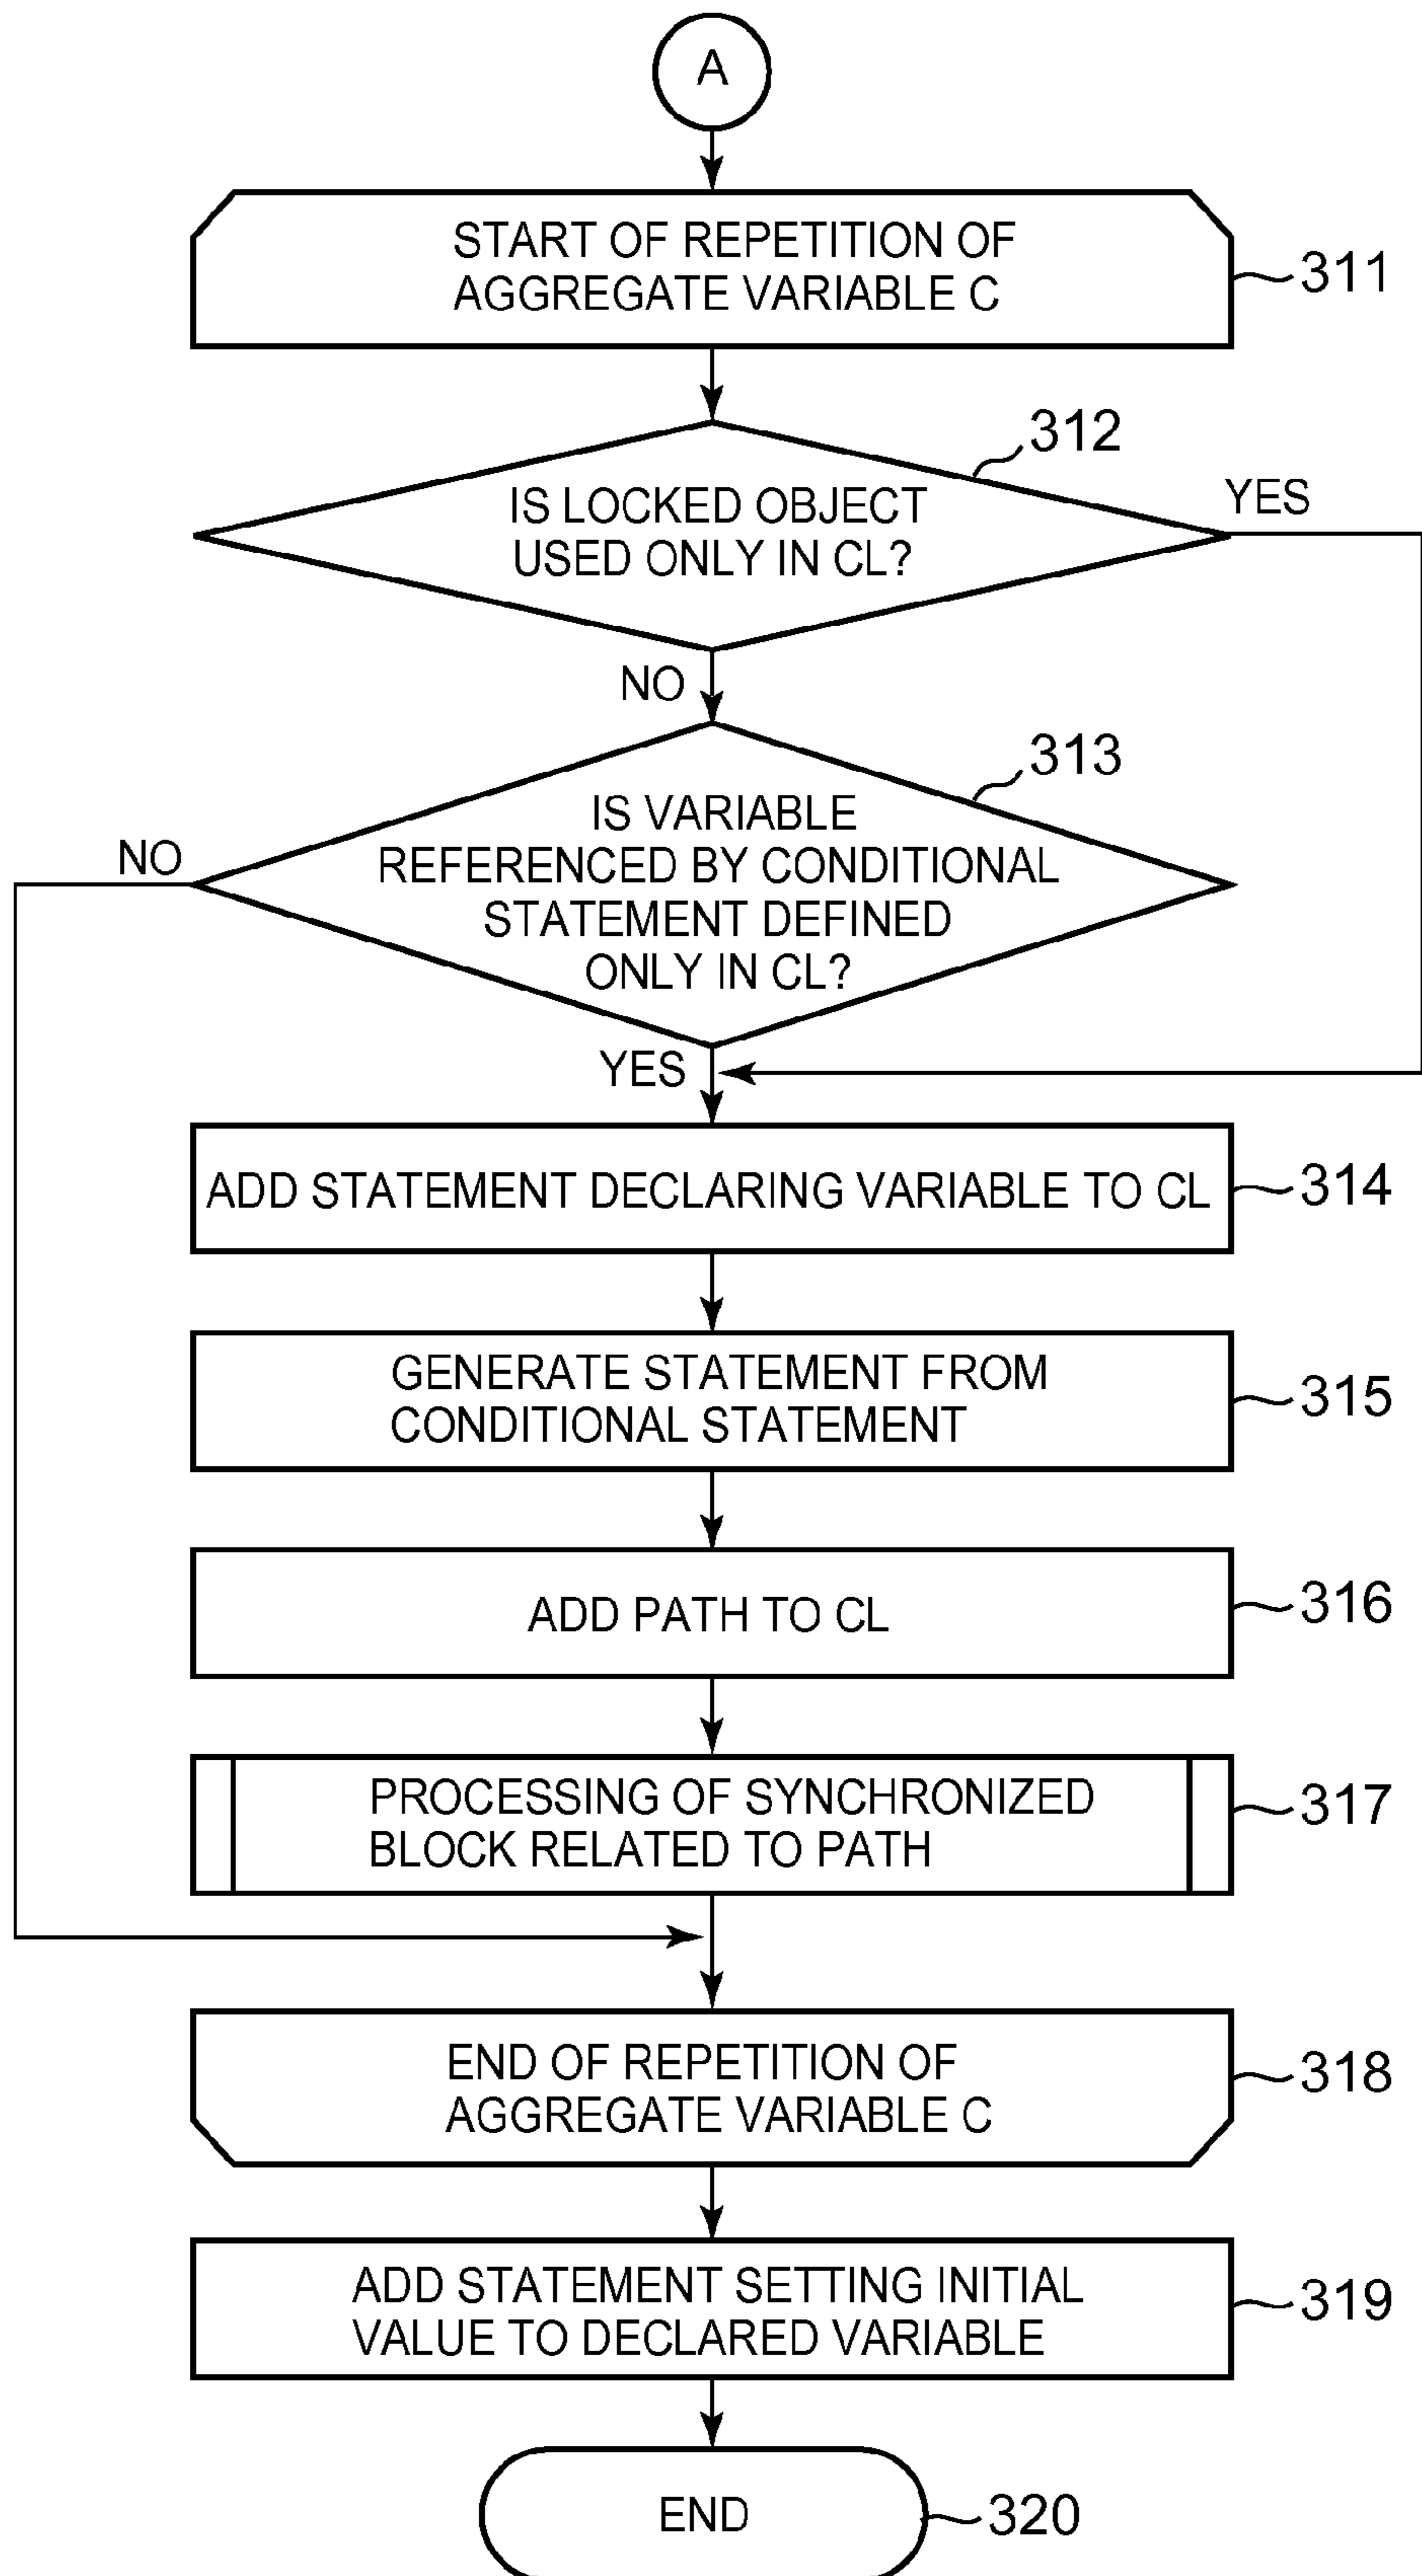 A
START OF REPETITION OF
AGGREGATE VARIABLE C
311
312
IS LOCKED OBJECT
USED ONLY IN CL?
YES
NO
313
IS VARIABLE
REFERENCED BY CONDITIONAL
STATEMENT DEFINED
ONLY IN CL?
NO
YES
ADD STATEMENT DECLARING VARIABLE TO CL
314
GENERATE STATEMENT FROM
CONDITIONAL STATEMENT
315
ADD PATH TO CL
316
PROCESSING OF SYNCHRONIZED
BLOCK RELATED TO PATH
317
END OF REPETITION OF
AGGREGATE VARIABLE C
318
ADD STATEMENT SETTING INITIAL
VALUE TO DECLARED VARIABLE
319
END
320